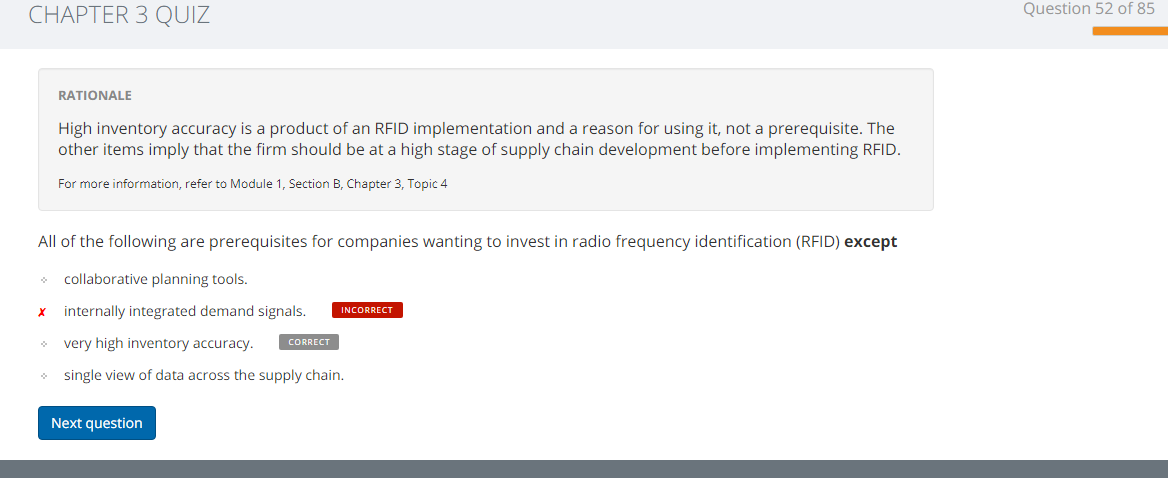 CHAPTER 3 QUIZ
Question 52 of 85
RATIONALE
High inventory accuracy is a product of an RFID implementation and a reason for using it, not a prerequisite. The
other items imply that the firm should be at a high stage of supply chain development before implementing RFID.
For more information, refer to Module 1, Section B, Chapter 3, Topic 4
All of the following are prerequisites for companies wanting to invest in radio frequency identification (RFID) except
collaborative planning tools.
internally integrated demand signals. INCORRECT
very high inventory accuracy. CORRECT
single view of data across the supply chain.
Next question